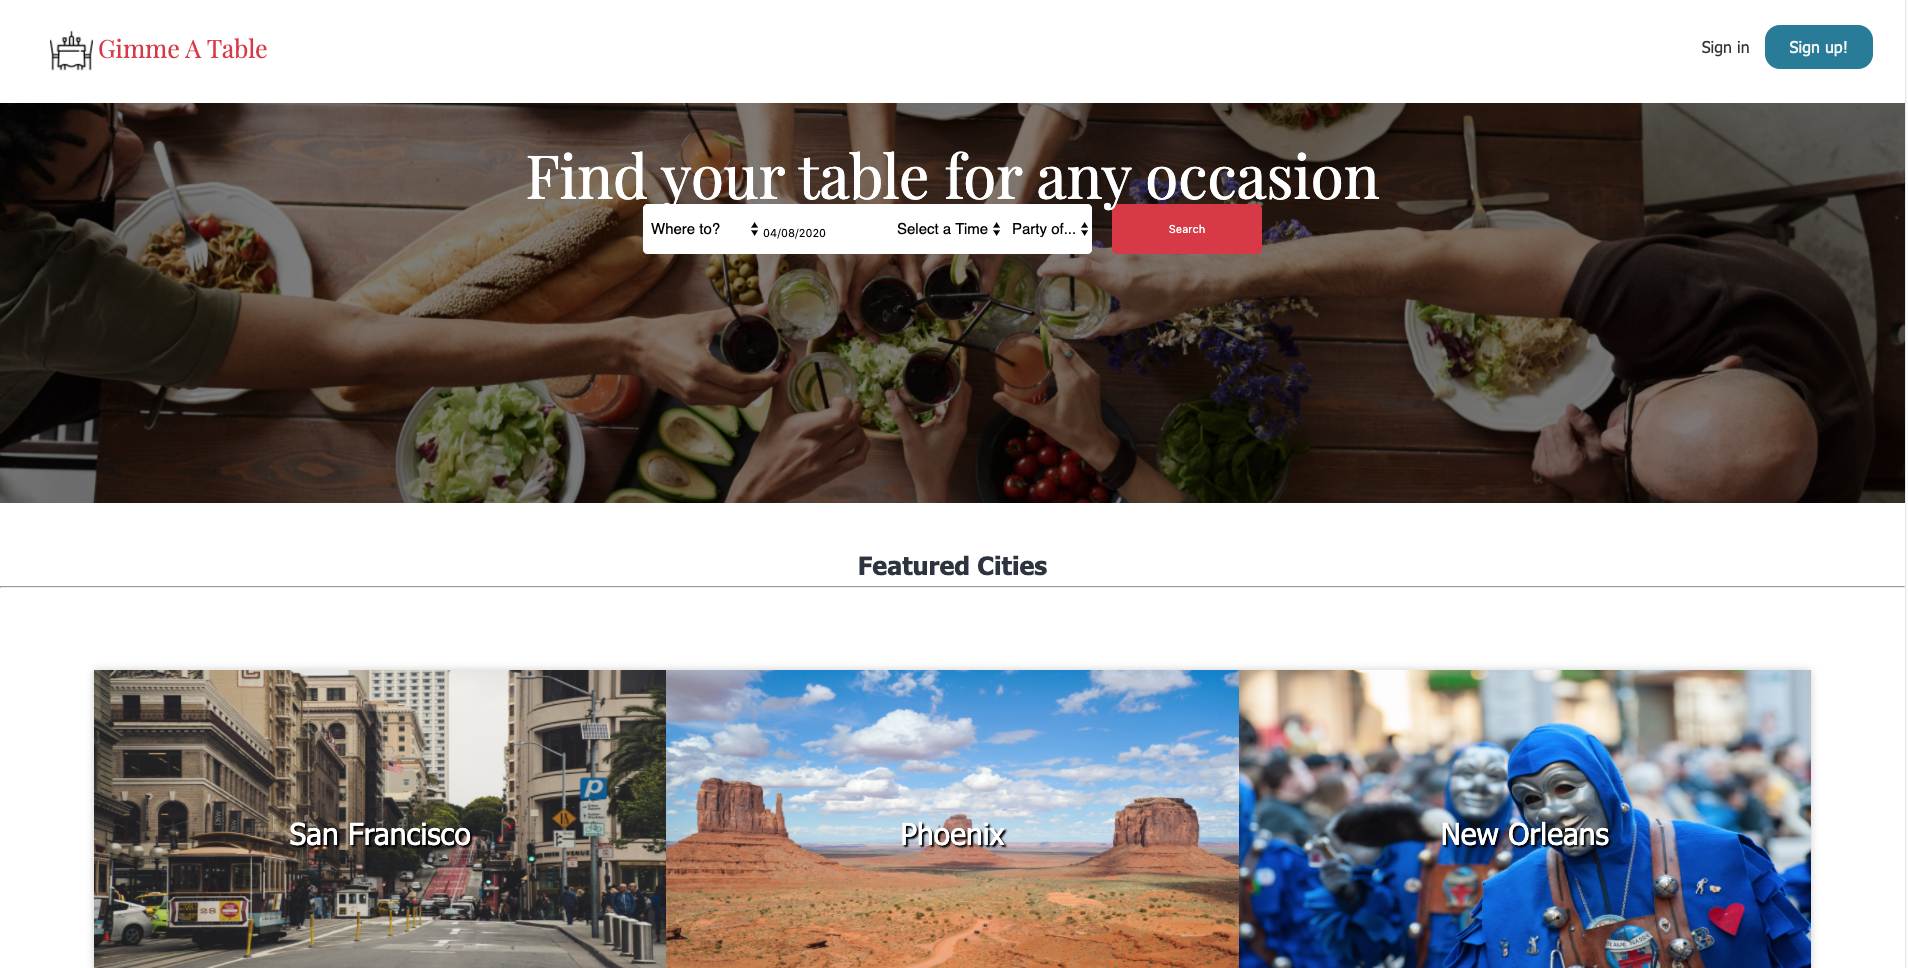 Gimme A Table
Sign in
Sign up!
Find your table for any occasion
Where to? 04/08/2020 Select a Time Party of... Search
Featured Cities
San Francisco
Phoenix
New Orleans
P
28